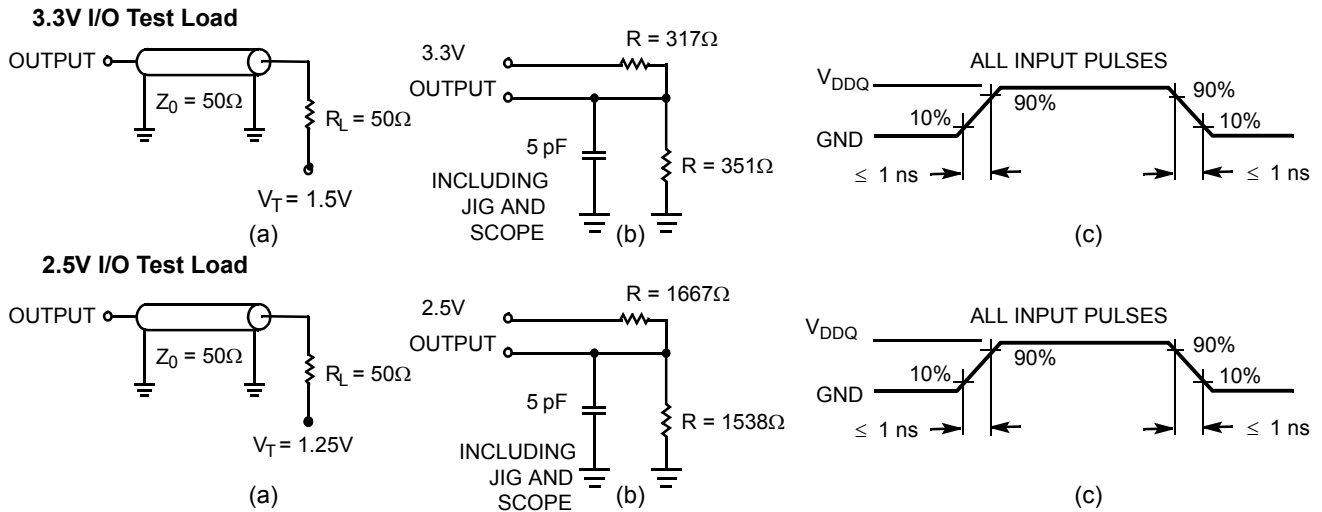 3.3V I/O Test Load
OUTPUT
Z0 = 50Ω
RL = 50Ω
VT = 1.5V
(a)
3.3V
OUTPUT
R = 317Ω
5 pF
R = 351Ω
INCLUDING
JIG AND
SCOPE
(b)
ALL INPUT PULSES
VDDQ
GND
10%
90%
90%
10%
≤ 1 ns
≤ 1 ns
(c)
2.5V I/O Test Load
OUTPUT
Z0 = 50Ω
RL = 50Ω
VT = 1.25V
(a)
2.5V
OUTPUT
R = 1667Ω
5 pF
R = 1538Ω
INCLUDING
JIG AND
SCOPE
(b)
ALL INPUT PULSES
VDDQ
GND
10%
90%
90%
10%
≤ 1 ns
≤ 1 ns
(c)